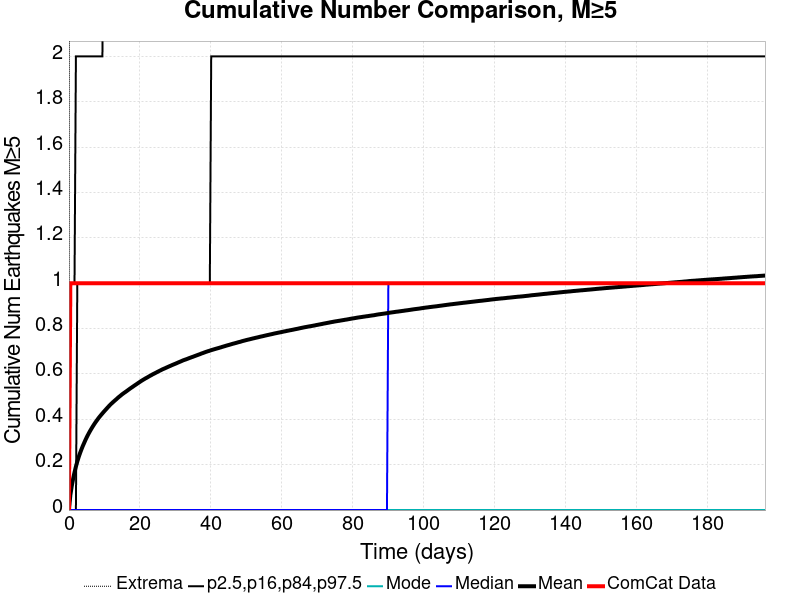 Cumulative Number Comparison, M≥5
Cumulative Num Earthquakes M≥5
2
1.8
1.6
1.4
1.2
1
0.8
0.6
0.4
0.2
0
0 20 40 60 80 100 120 140 160 180
Time (days)
Extrema p2.5,p16,p84,p97.5 Mode Median Mean ComCat Data